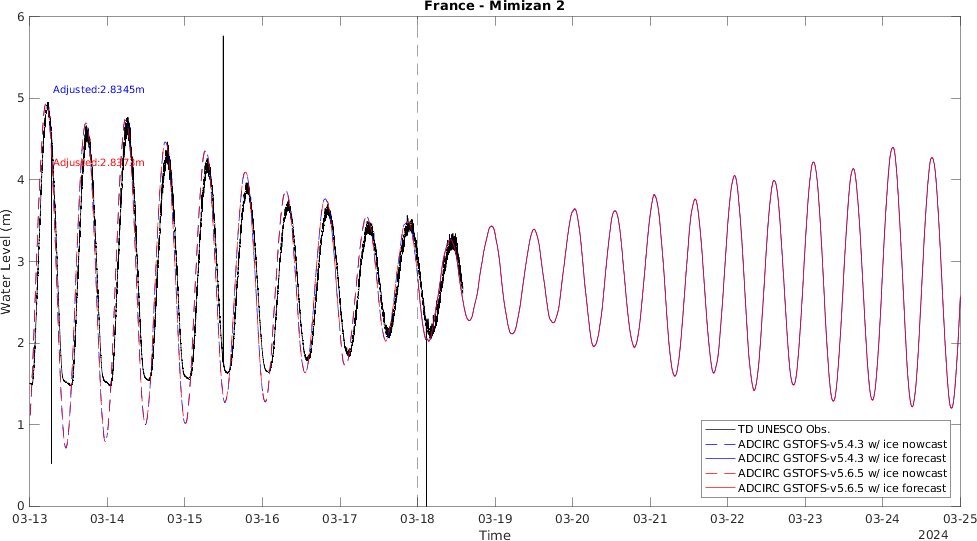 France - Mimizan 2
Water Level (m)
6
5
4
3
2
1
0
Adjusted:2.8345m
Adjusted:2.8373m
TD UNESCO Obs.
ADCIRC GSTOFS-v5.4.3 w/ ice nowcast
ADCIRC GSTOFS-v5.4.3 w/ ice forecast
ADCIRC GSTOFS-v5.6.5 w/ ice nowcast
ADCIRC GSTOFS-v5.6.5 w/ ice forecast
03-13 03-14 03-15 03-16 03-17 03-18 03-19 03-20 03-21 03-22 03-23 03-24 03-25
Time
2024